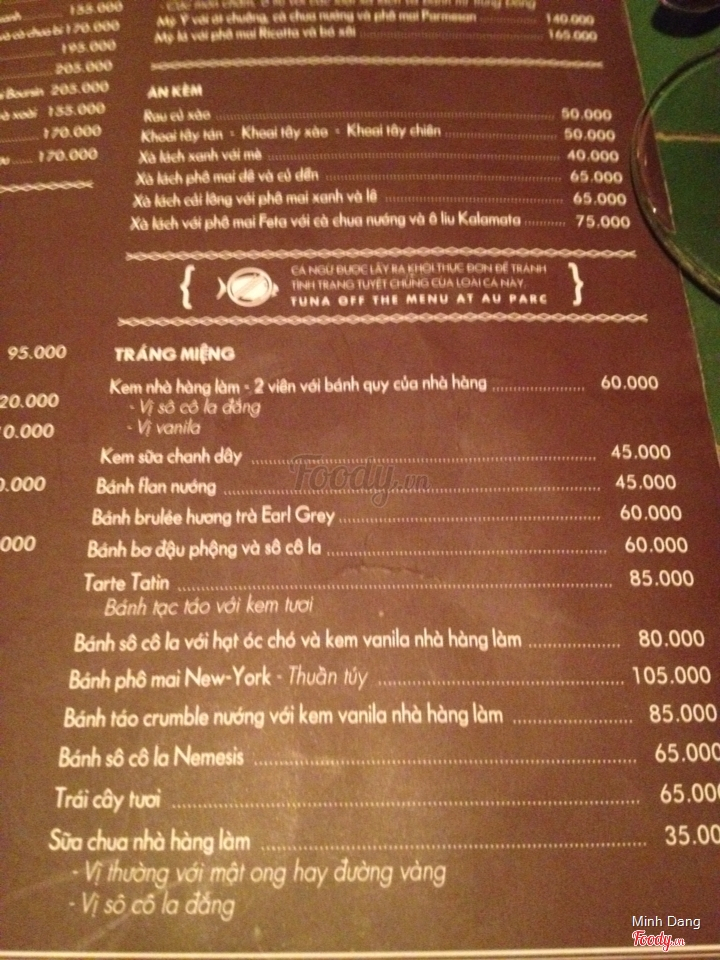 155.000
170.000
195.000
205.000
Boursin 205.000
155.000
170.000
170.000
95.000
Mỳ Ý với ớt chuông, cà chua nướng và phô mai Parmesan 140.000
Mỳ lá với phô mai Ricotta và bó xôi 165.000
ĂN KÈM
Rau củ xào 50.000
Khoai tây tán - Khoai tây xào - Khoai tây chiên 50.000
Xà lách xanh với mè 40.000
Xà lách phô mai dê và củ dền 65.000
Xà lách cải lông với phô mai xanh và lê 65.000
Xà lách với phô mai Feta với cà chua nướng và ô liu Kalamata 75.000
CÁ NGỪ ĐƯỢC LẤY RA KHỎI THỰC ĐƠN ĐỂ TRÁNH
TÌNH TRẠNG TUYỆT CHỦNG CỦA LOÀI CÁ NÀY.
TUNA OFF THE MENU AT AU PARC
TRÁNG MIỆNG
Kem nhà hàng làm - 2 viên với bánh quy của nhà hàng 60.000
- Vị sô cô la đắng
- Vị vanila
Kem sữa chanh dây 45.000
Bánh flan nướng 45.000
Bánh brulée hương trà Earl Grey 60.000
Bánh bơ đậu phộng và sô cô la 60.000
Tarte Tatin 85.000
Bánh tạc táo với kem tươi
Bánh sô cô la với hạt óc chó và kem vanila nhà hàng làm 80.000
Bánh phô mai New-York - Thuần túy 105.000
Bánh táo crumble nướng với kem vanila nhà hàng làm 85.000
Bánh sô cô la Nemesis 65.000
Trái cây tươi 65.00
Sữa chua nhà hàng làm 35.00
- Vị thường với mật ong hay đường vàng
- Vị sô cô la đắng
Foody.vn
Minh Dang
Foody.vn